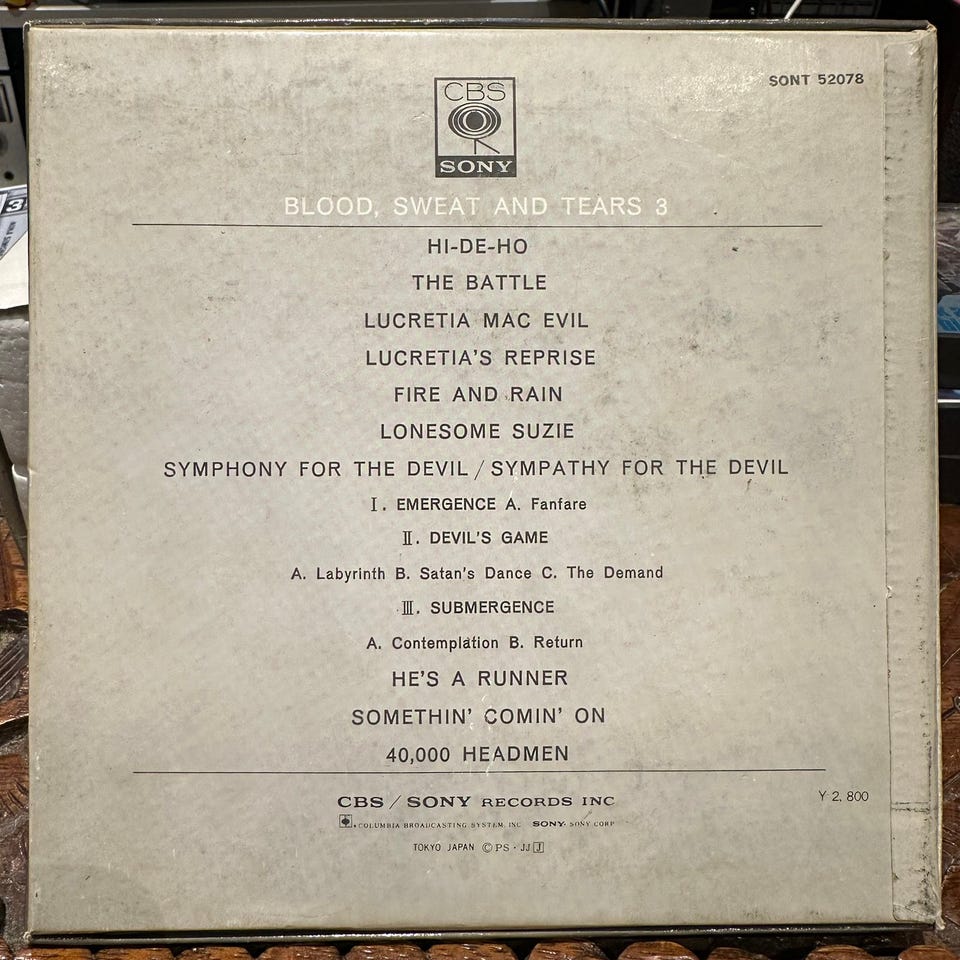 SONT 52078
CBS
SONY
BLOOD, SWEAT AND TEARS 3
HI-DE-HO
THE BATTLE
LUCRETIA MAC EVIL
LUCRETIA'S REPRISE
FIRE AND RAIN
LONESOME SUZIE
SYMPHONY FOR THE DEVIL / SYMPATHY FOR THE DEVIL
Ⅰ. EMERGENCE A. Fanfare
Ⅱ. DEVIL'S GAME
A. Labyrinth B. Satan's Dance C. The Demand
Ⅲ. SUBMERGENCE
A. Contemplation B. Return
HE'S A RUNNER
SOMETHIN' COMIN' ON
40,000 HEADMEN
CBS / SONY RECORDS INC
Y 2,800
COLUMBIA BROADCASTING SYSTEM, INC SONY SONY CORP
TOKYO JAPAN ©PS・JJ J
3